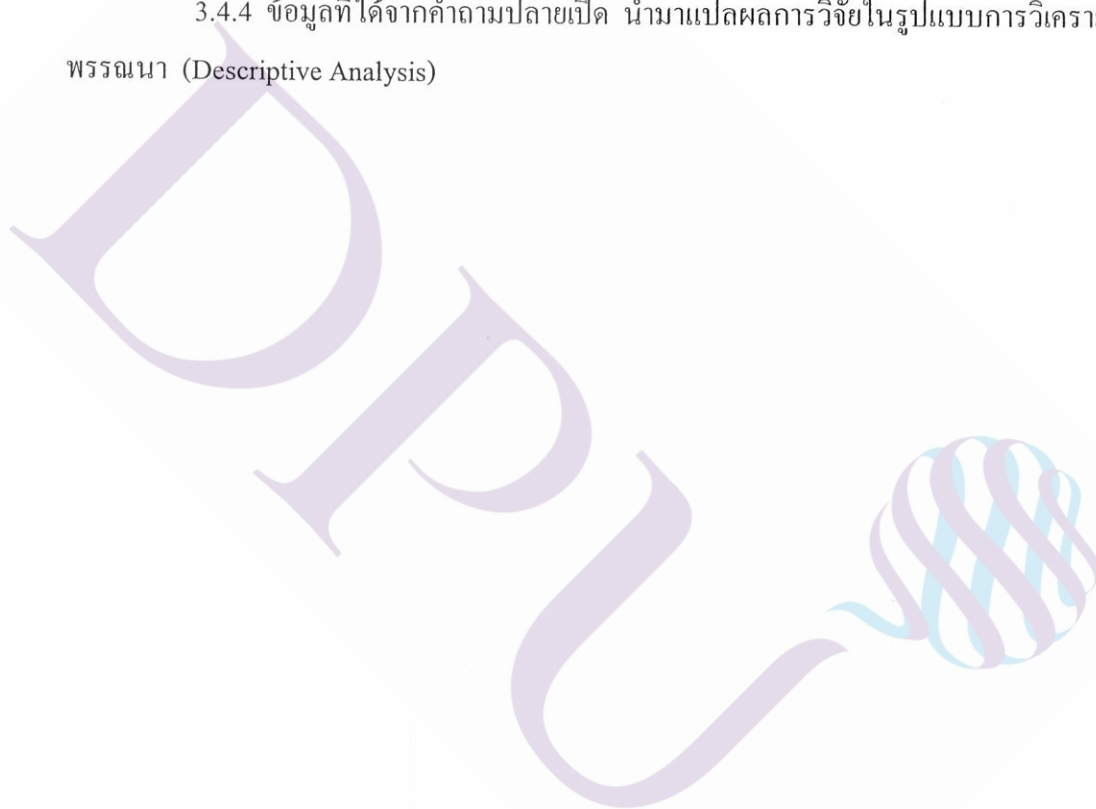 3.4.4 ข้อมูลที่ได้จากคำถามปลายเปิด นำมาแปลผลการวิจัยในรูปแบบการวิเครา
พรรณนา (Descriptive Analysis)
DPU